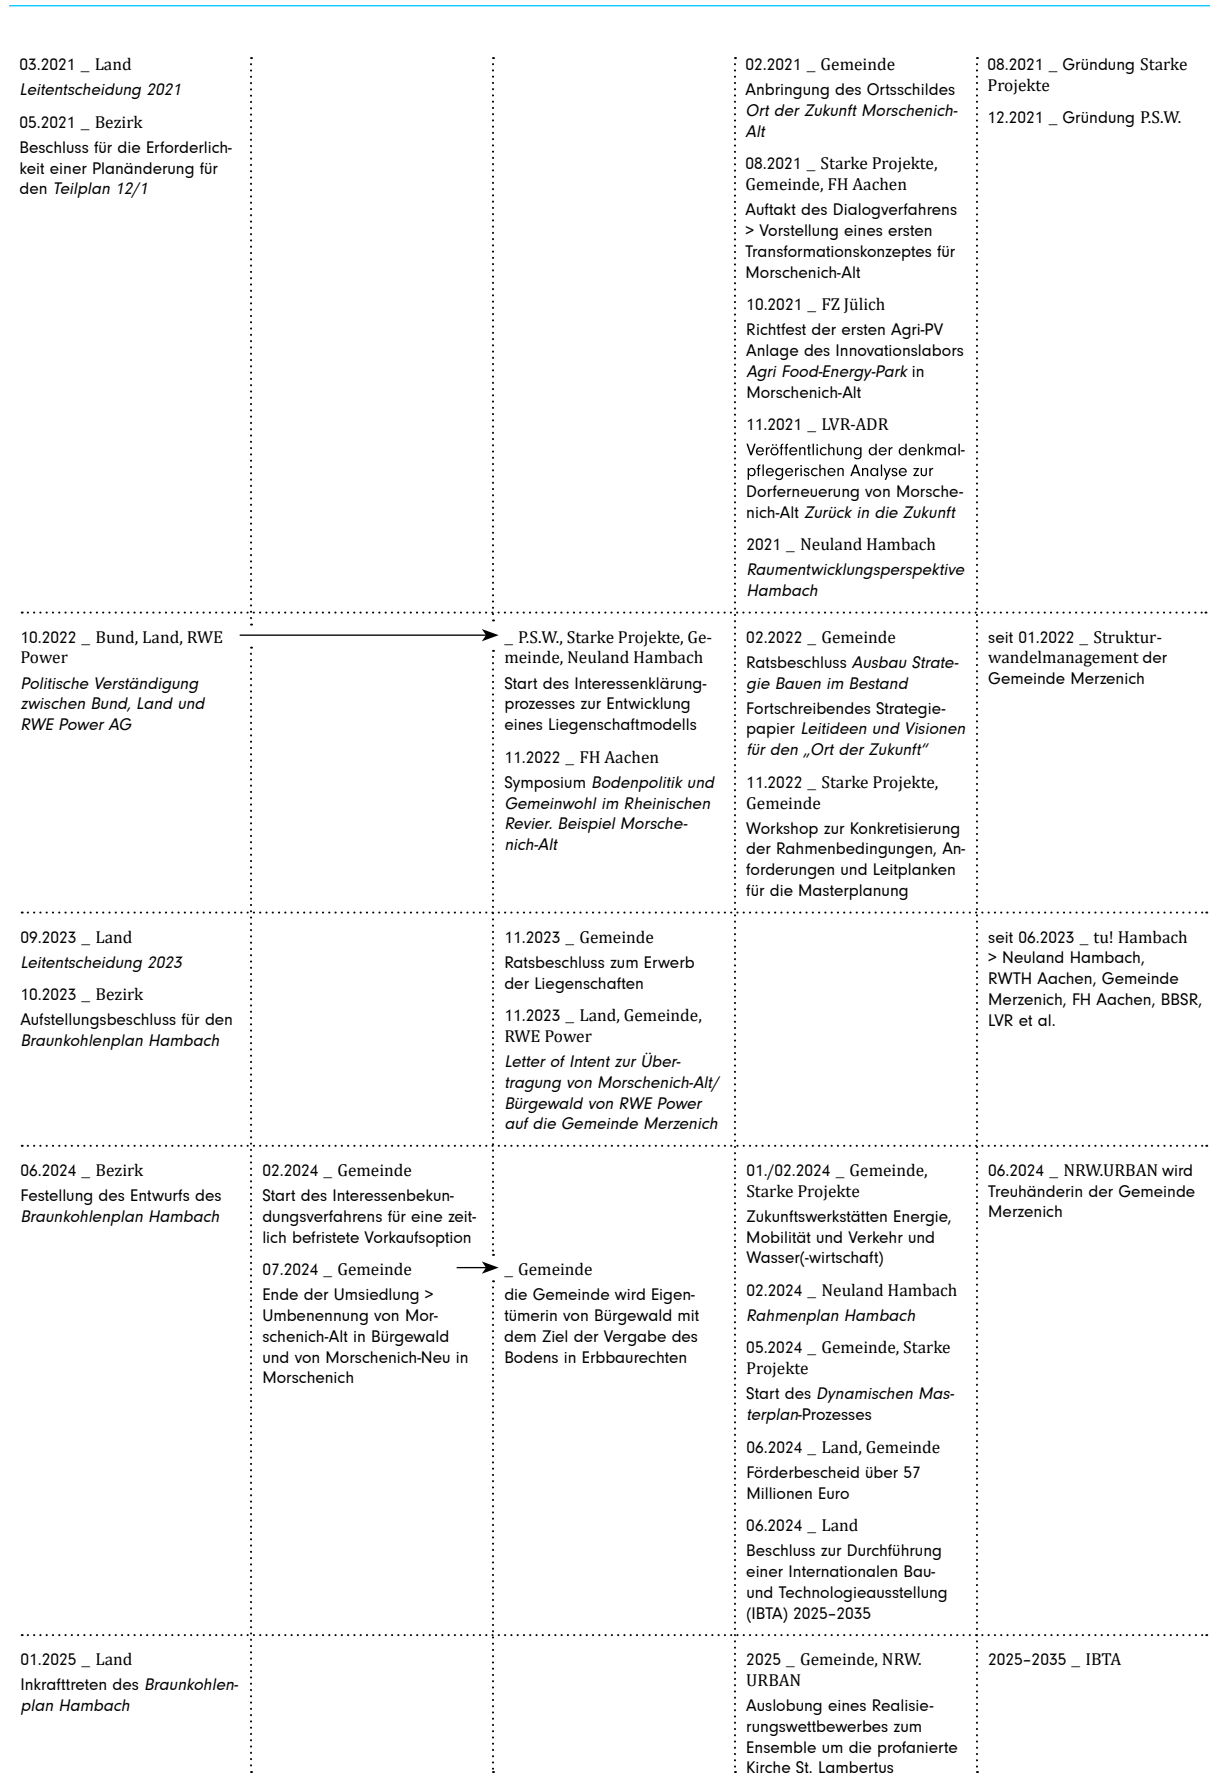 03.2021 _ Land
Leitentscheidung 2021
05.2021 _ Bezirk
Beschluss für die Erforderlich-
keit einer Planänderung für
den Teilplan 12/1
02.2021 _ Gemeinde
Anbringung des Ortsschildes
Ort der Zukunft Morschenich-
Alt
08.2021 _ Starke Projekte,
Gemeinde, FH Aachen
Auftakt des Dialogverfahrens
> Vorstellung eines ersten
Transformationskonzeptes für
Morschenich-Alt
10.2021 _ FZ Jülich
Richtfest der ersten Agri-PV
Anlage des Innovationslabors
Agri Food-Energy-Park in
Morschenich-Alt
11.2021 _ LVR-ADR
Veröffentlichung der denkmal-
pflegerischen Analyse zur
Dorferneuerung von Morsche-
nich-Alt Zurück in die Zukunft
2021 _ Neuland Hambach
Raumentwicklungsperspektive
Hambach
08.2021 _ Gründung Starke
Projekte
12.2021 _ Gründung P.S.W.
10.2022 _ Bund, Land, RWE
Power
Politische Verständigung
zwischen Bund, Land und
RWE Power AG
_ P.S.W., Starke Projekte, Ge-
meinde, Neuland Hambach
Start des Interessenklärung-
prozesses zur Entwicklung
eines Liegenschaftmodells
11.2022 _ FH Aachen
Symposium Bodenpolitik und
Gemeinwohl im Rheinischen
Revier. Beispiel Morsche-
nich-Alt
02.2022 _ Gemeinde
Ratsbeschluss Ausbau Strate-
gie Bauen im Bestand
Fortschreibendes Strategie-
papier Leitideen und Visionen
für den „Ort der Zukunft“
11.2022 _ Starke Projekte,
Gemeinde
Workshop zur Konkretisierung
der Rahmenbedingungen, An-
forderungen und Leitplanken
für die Masterplanung
seit 01.2022 _ Struktur-
wandelmanagement der
Gemeinde Merzenich
09.2023 _ Land
Leitentscheidung 2023
10.2023 _ Bezirk
Aufstellungsbeschluss für den
Braunkohlenplan Hambach
11.2023 _ Gemeinde
Ratsbeschluss zum Erwerb
der Liegenschaften
11.2023 _ Land, Gemeinde,
RWE Power
Letter of Intent zur Über-
tragung von Morschenich-Alt/
Bürgewald von RWE Power
auf die Gemeinde Merzenich
seit 06.2023 _ tu! Hambach
> Neuland Hambach,
RWTH Aachen, Gemeinde
Merzenich, FH Aachen, BBSR,
LVR et al.
06.2024 _ Bezirk
Festellung des Entwurfs des
Braunkohlenplan Hambach
02.2024 _ Gemeinde
Start des Interessenbekun-
dungsverfahrens für eine zeit-
lich befristete Vorkaufsoption
07.2024 _ Gemeinde
Ende der Umsiedlung >
Umbenennung von Mor-
schenich-Alt in Bürgewald
und von Morschenich-Neu in
Morschenich
_ Gemeinde
die Gemeinde wird Eigen-
tümerin von Bürgewald mit
dem Ziel der Vergabe des
Bodens in Erbbaurechten
01./02.2024 _ Gemeinde,
Starke Projekte
Zukunftswerkstätten Energie,
Mobilität und Verkehr und
Wasser(-wirtschaft)
02.2024 _ Neuland Hambach
Rahmenplan Hambach
05.2024 _ Gemeinde, Starke
Projekte
Start des Dynamischen Mas-
terplan-Prozesses
06.2024 _ Land, Gemeinde
Förderbescheid über 57
Millionen Euro
06.2024 _ Land
Beschluss zur Durchführung
einer Internationalen Bau-
und Technologieausstellung
(IBTA) 2025–2035
06.2024 _ NRW.URBAN wird
Treuhänderin der Gemeinde
Merzenich
01.2025 _ Land
Inkrafttreten des Braunkohlen-
plan Hambach
2025 _ Gemeinde, NRW.
URBAN
Auslobung eines Realisie-
rungswettbewerbes zum
Ensemble um die profanierte
Kirche St. Lambertus
2025–2035 _ IBTA